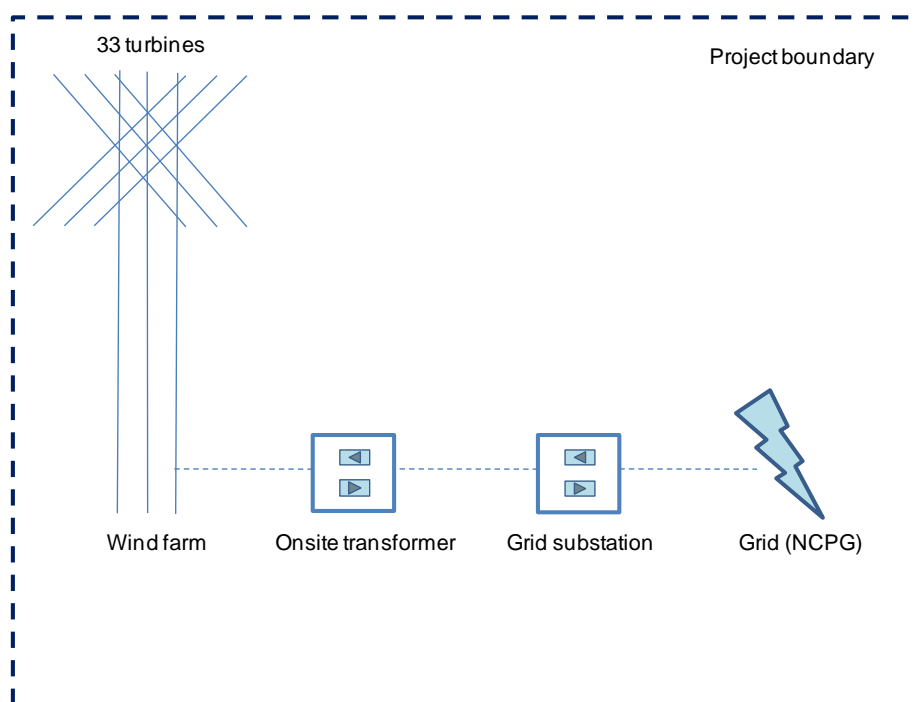 33 turbines
Project boundary
Wind farm
Onsite transformer
Grid substation
Grid (NCPG)